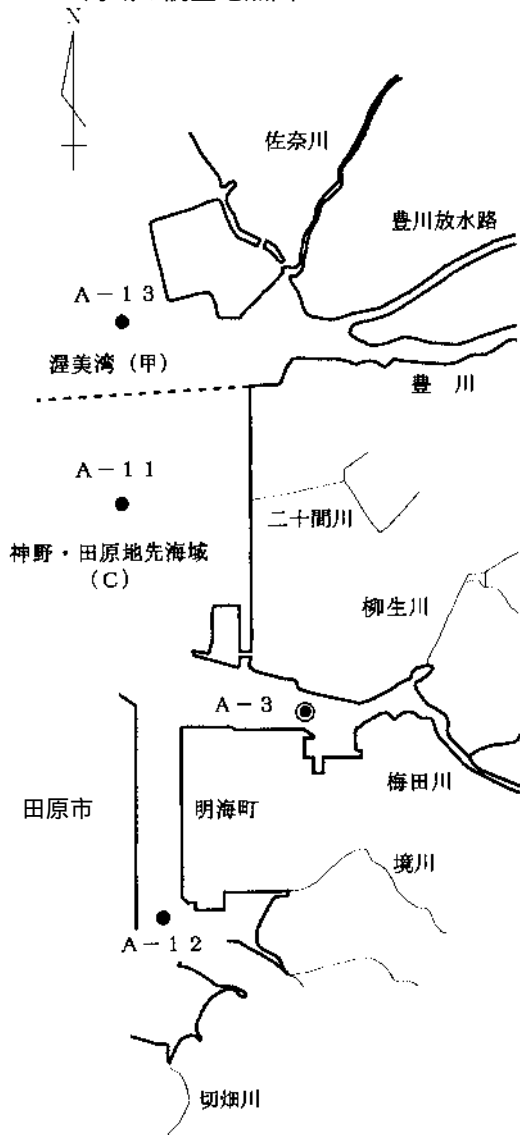 N
佐奈川
豊川放水路
A－13
渥美湾（甲）
豊 川
A－11
二十間川
神野・田原地先海域
（C）
柳生川
A－3
梅田川
田原市
明海町
境川
A－12
切畑川